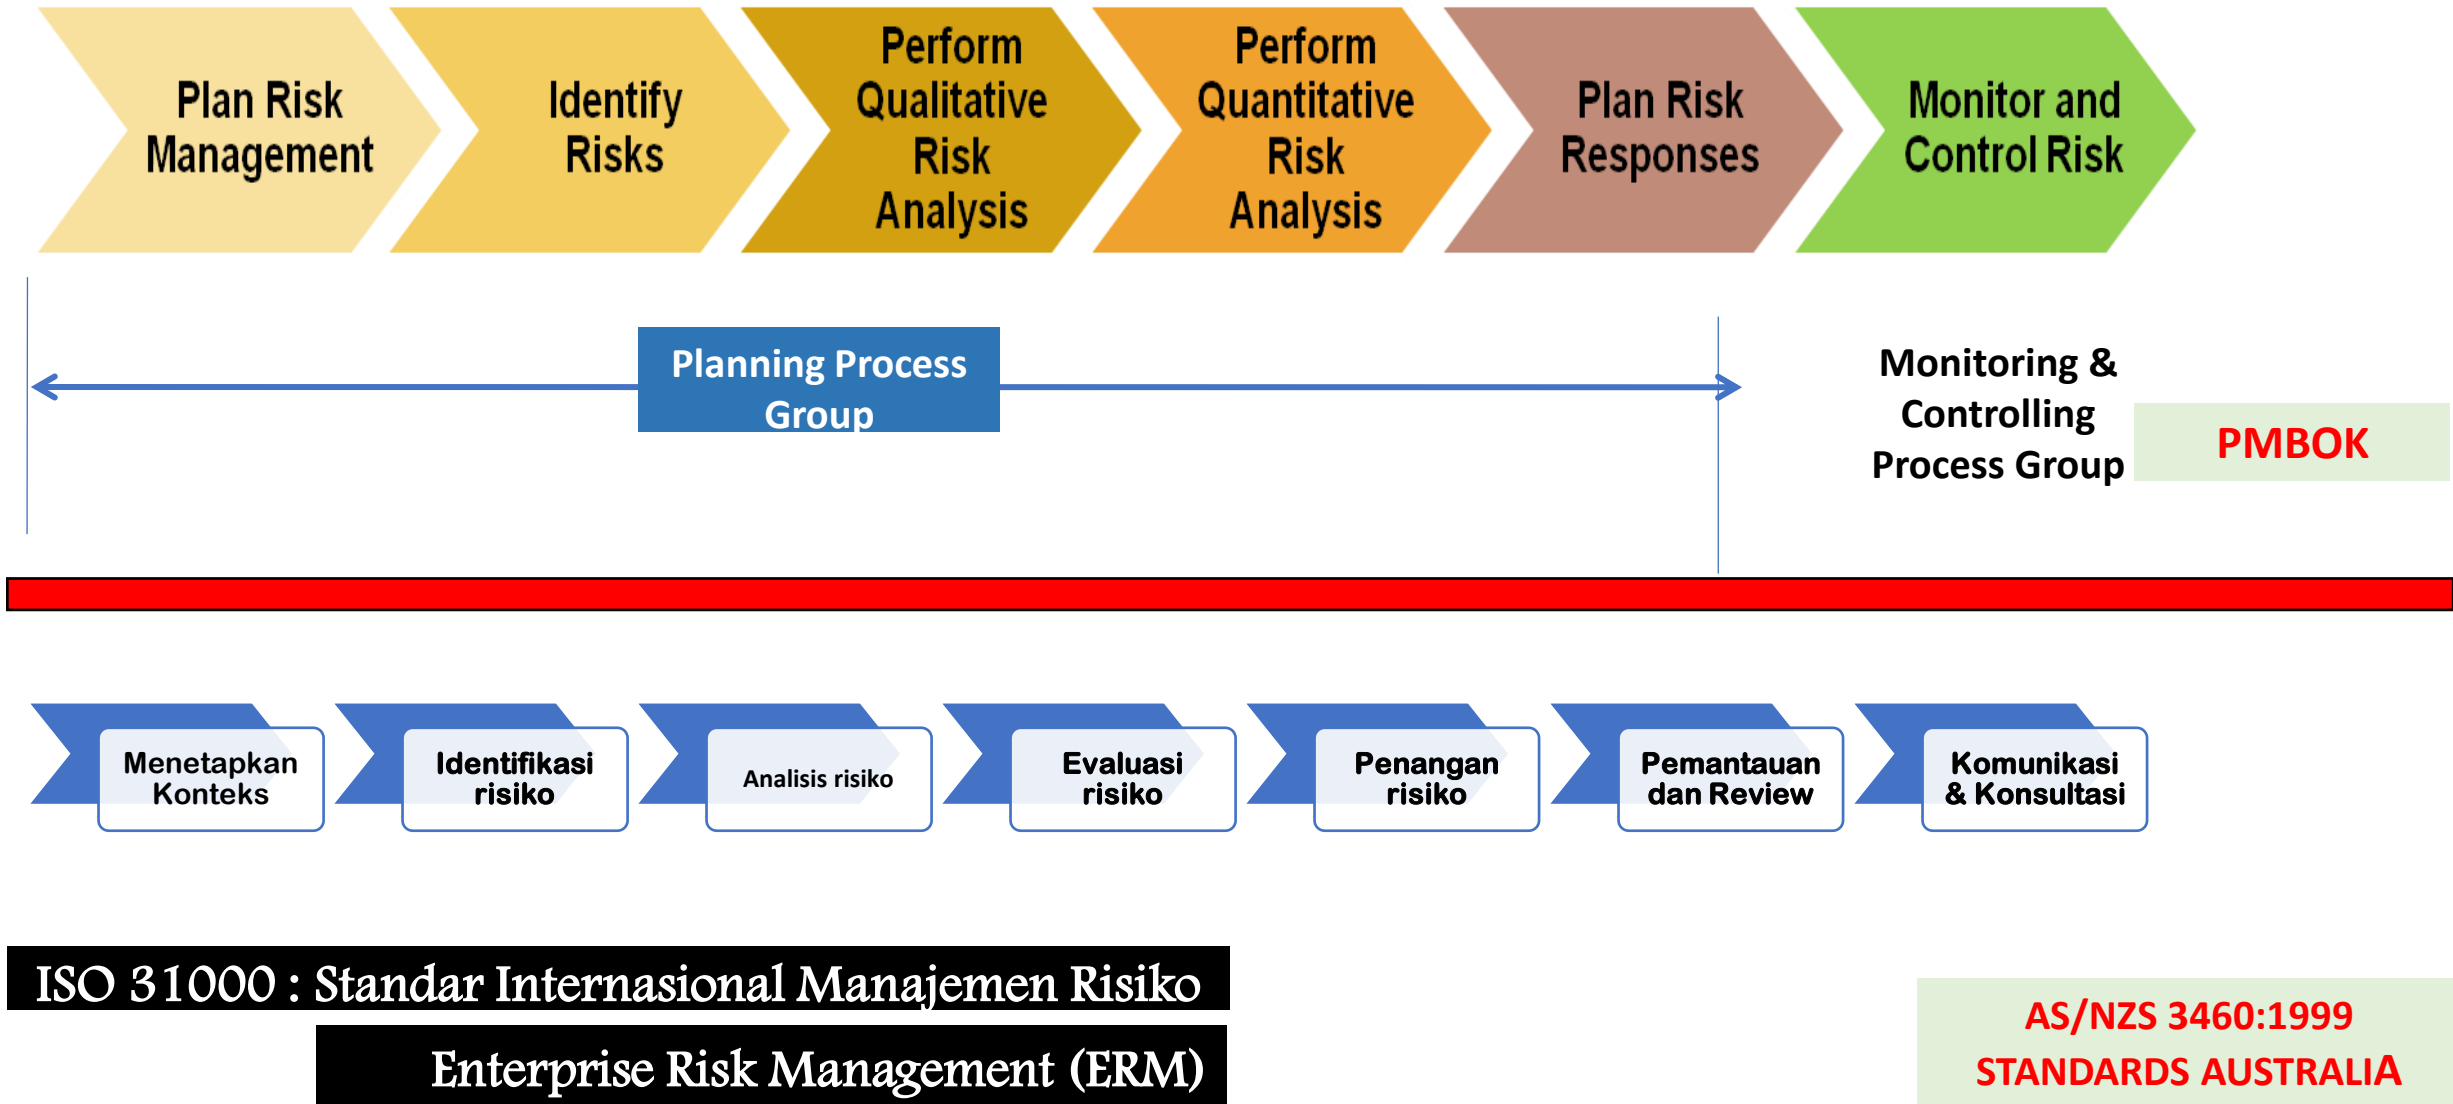 Plan Risk
Management
Identify
Risks
Perform
Qualitative
Risk
Analysis
Perform
Quantitative
Risk
Analysis
Plan Risk
Responses
Monitor and
Control Risk
Planning Process
Group
Monitoring &
Controlling
Process Group
PMBOK
Menetapkan
Konteks
Identifikasi
risiko
Analisis risiko
Evaluasi
risiko
Penangan
risiko
Pemantauan
dan Review
Komunikasi
& Konsultasi
ISO 31000 : Standar Internasional Manajemen Risiko
Enterprise Risk Management (ERM)
AS/NZS 3460:1999
STANDARDS AUSTRALIA